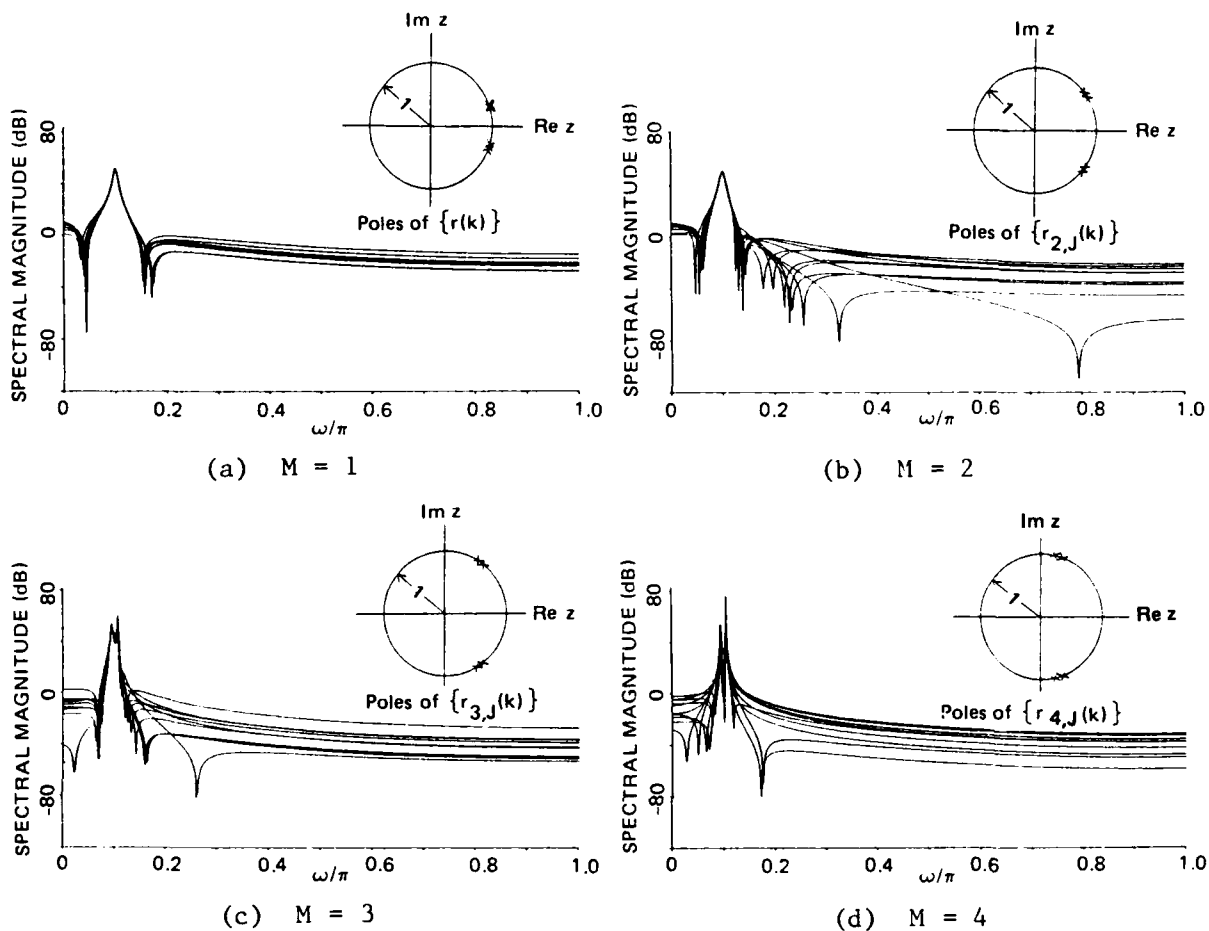 Im z
1
Re z
SPECTRAL MAGNITUDE (dB)
80
0
-80
Poles of {r(k)}
0 0.2 0.4 0.6 0.8 1.0
ω/π
(a) M = 1
Im z
1
Re z
SPECTRAL MAGNITUDE (dB)
80
0
-80
Poles of {r2,J(k)}
0 0.2 0.4 0.6 0.8 1.0
ω/π
(b) M = 2
Im z
1
Re z
SPECTRAL MAGNITUDE (dB)
80
0
-80
Poles of {r3,J(k)}
0 0.2 0.4 0.6 0.8 1.0
ω/π
(c) M = 3
Im z
1
Re z
SPECTRAL MAGNITUDE (dB)
80
0
-80
Poles of {r4,J(k)}
0 0.2 0.4 0.6 0.8 1.0
ω/π
(d) M = 4